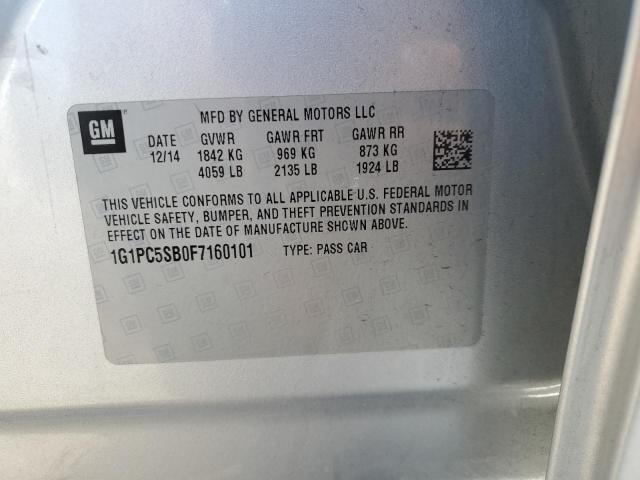 GM
MFD BY GENERAL MOTORS LLC
DATE GVWR GAWR FRT GAWR RR
12/14 1842 KG 969 KG 873 KG
4059 LB 2135 LB 1924 LB
THIS VEHICLE CONFORMS TO ALL APPLICABLE U.S. FEDERAL MOTOR
VEHICLE SAFETY, BUMPER, AND THEFT PREVENTION STANDARDS IN
EFFECT ON THE DATE OF MANUFACTURE SHOWN ABOVE.
1G1PC5SB0F7160101 TYPE: PASS CAR